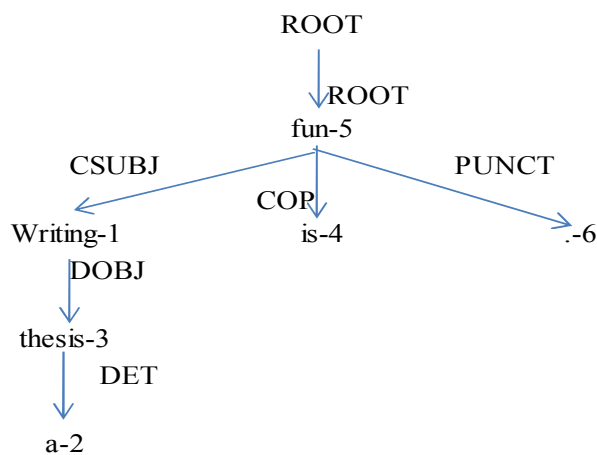 ROOT
ROOT
fun-5
CSUBJ
PUNCT
COP
Writing-1
is-4
.-6
DOBJ
thesis-3
DET
a-2